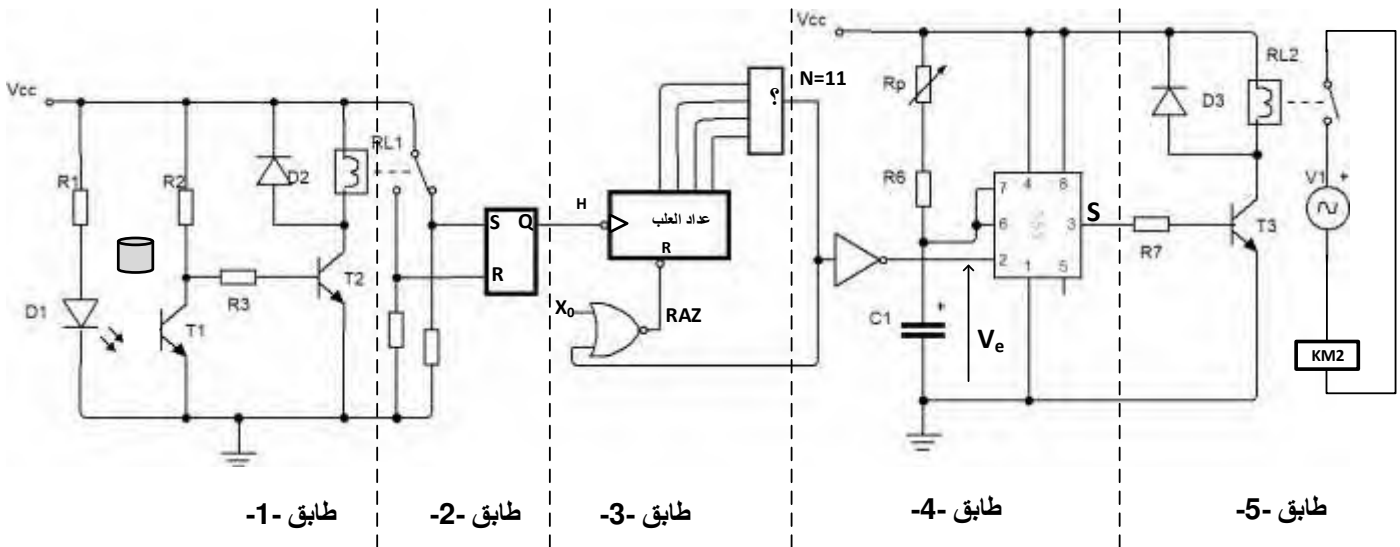 Vcc
R1
R2
D2
RL1
D1
T1
R3
T2
S
Q
R
H
عداد العلب
R
X₀
RAZ
؟
N=11
Vcc
Rp
R6
C1
Vₑ
7
6
2
4
8
3
1
5
S
R7
D3
RL2
T3
V1
+
+
KM2
طابق -1-
طابق -2-
طابق -3-
طابق -4-
طابق -5-